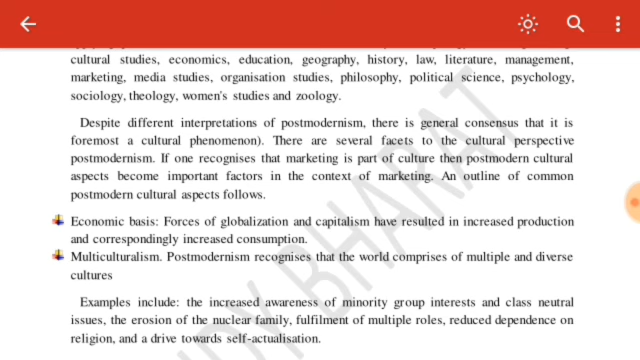 cultural studies, economics, education, geography, history, law, literature, management,
marketing, media studies, organisation studies, philosophy, political science, psychology,
sociology, theology, women's studies and zoology.
Despite different interpretations of postmodernism, there is general consensus that it is
foremost a cultural phenomenon). There are several facets to the cultural perspective
postmodernism. If one recognises that marketing is part of culture then postmodern cultural
aspects become important factors in the context of marketing. An outline of common
postmodern cultural aspects follows.
Economic basis: Forces of globalization and capitalism have resulted in increased production
and correspondingly increased consumption.
Multiculturalism. Postmodernism recognises that the world comprises of multiple and diverse
cultures
Examples include: the increased awareness of minority group interests and class neutral
issues, the erosion of the nuclear family, fulfilment of multiple roles, reduced dependence on
religion, and a drive towards self-actualisation.
BHARAT